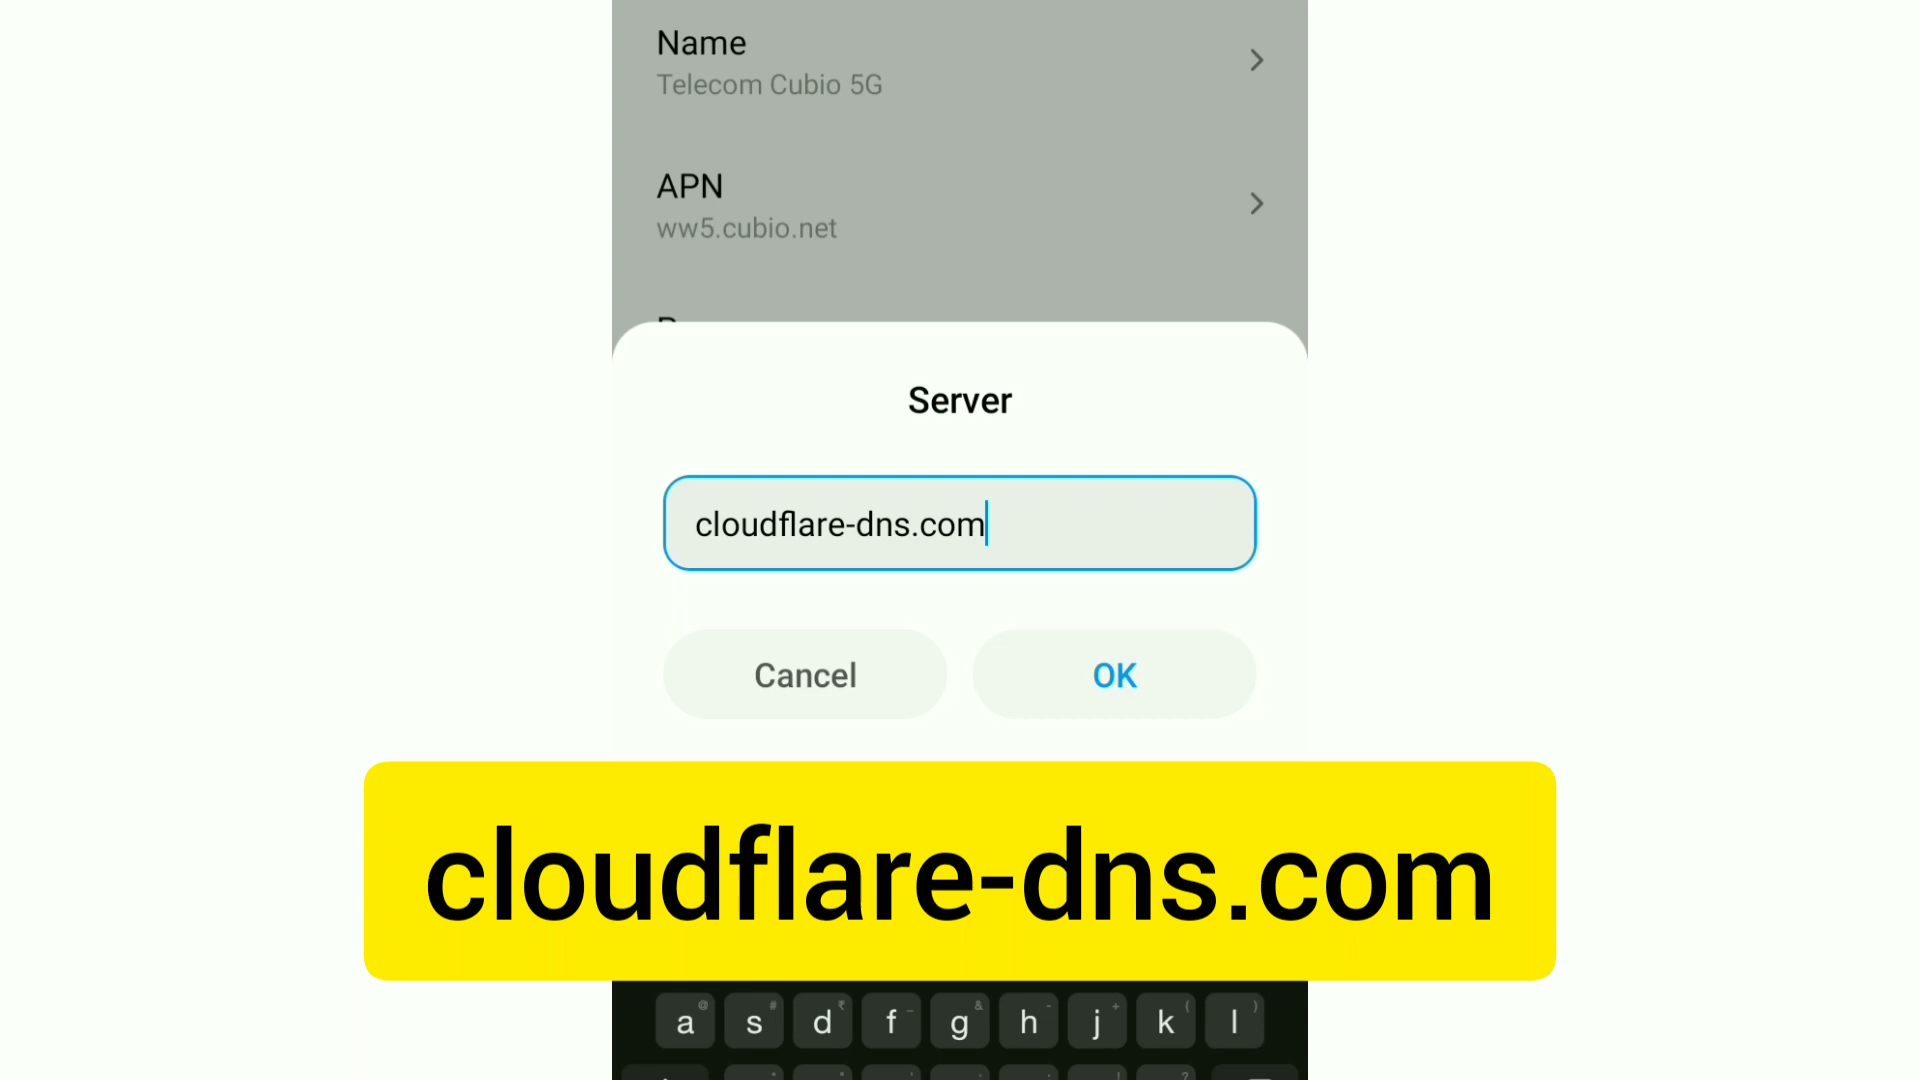 Name
Telecom Cubio 5G
APN
ww5.cubio.net
Server
cloudflare-dns.com
Cancel
OK
cloudflare-dns.com
a s d f g h j k l